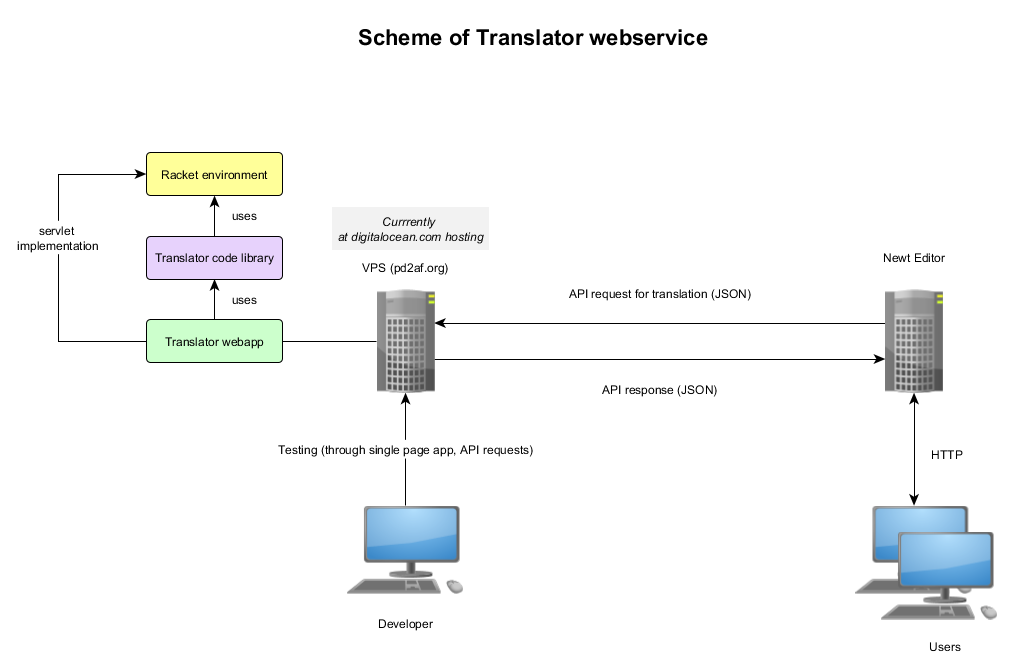 Scheme of Translator webservice
Racket environment
uses
Currrently
at digitalocean.com hosting
servlet
implementation
Translator code library
VPS (pd2af.org)
Newt Editor
uses
API request for translation (JSON)
Translator webapp
API response (JSON)
Testing (through single page app, API requests)
HTTP
Developer
Users